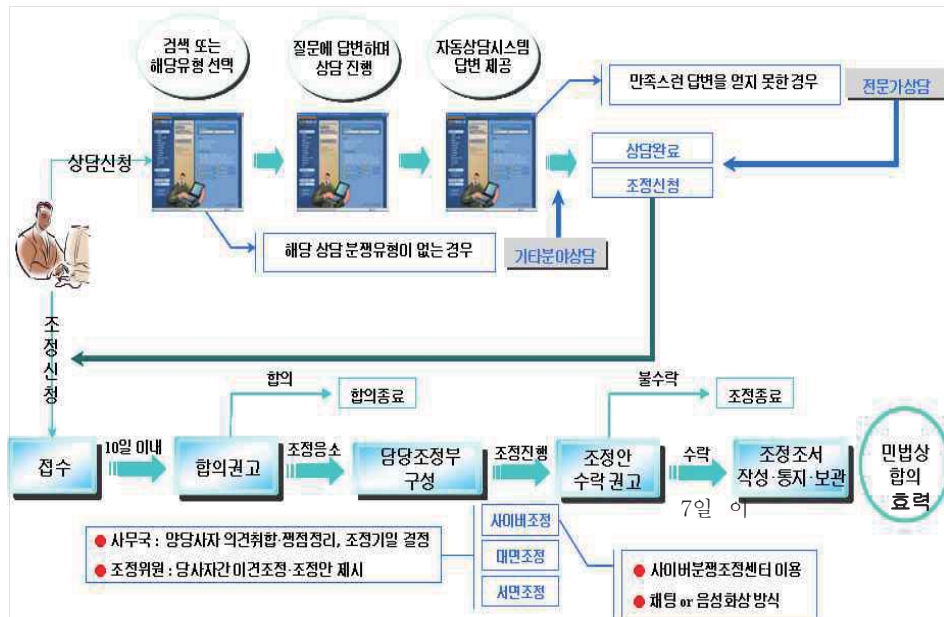 검색 또는
해당유형 선택
질문에 답변하며
상담 진행
자동상담시스템
답변 제공
만족스런 답변을 얻지 못한 경우
전문가상담
상담신청
상담완료
조정신청
해당 상담 분쟁유형이 없는 경우
기타분야상담
조정신청
합의
합의종료
불수락
조정종료
접수
10일 이내
합의권고
조정응소
담당조정부
구성
조정진행
조정안
수락 권고
수락
7일 이
조정조서
작성·통지·보관
민법상
합의
효력
● 사무국 : 양당사자 의견취합·쟁점정리, 조정기일 결정
● 조정위원 : 당사자간 이견조정·조정안 제시
사이버조정
대면조정
서면조정
● 사이버분쟁조정센터 이용
● 채팅 or 음성화상 방식